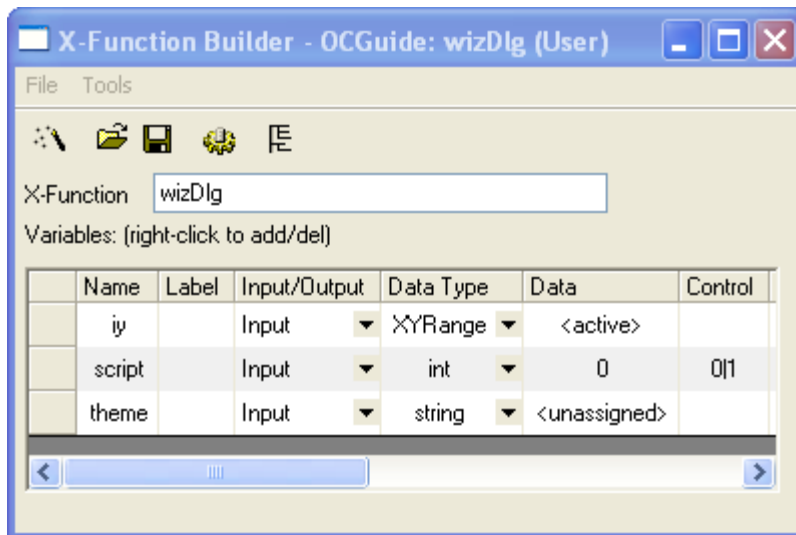 X-Function Builder - OCGuide: wizDlg (User)
File Tools
X-Function wizDlg
Variables: (right-click to add/del)
Name Label Input/Output Data Type Data Control
iy Input XYRange <active>
script Input int 0 0|1
theme Input string <unassigned>